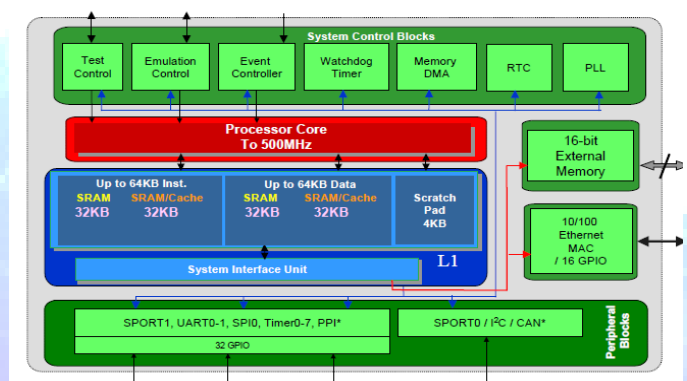 System Control Blocks
Test
Control
Emulation
Control
Event
Controller
Watchdog
Timer
Memory
DMA
RTC
PLL
Processor Core
To 500MHz
16-bit
External
Memory
Up to 64KB Inst.
SRAM SRAM/Cache
32KB 32KB
Up to 64KB Data
SRAM SRAM/Cache
32KB 32KB
Scratch
Pad
4KB
10/100
Ethernet
MAC
/ 16 GPIO
L1
System Interface Unit
SPORT1, UART0-1, SPI0, Timer0-7, PPI*
32 GPIO
SPORT0 / I²C / CAN*
Peripheral
Blocks